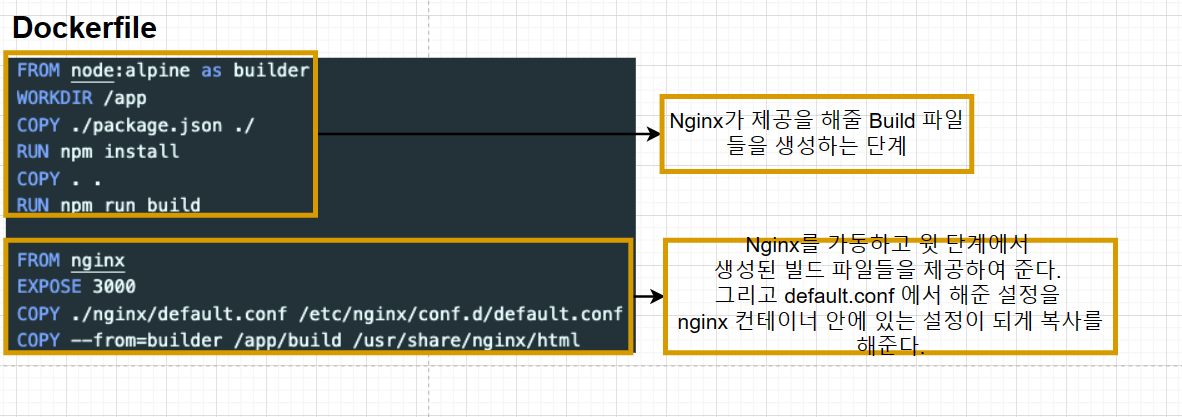 Dockerfile
FROM node:alpine as builder
WORKDIR /app
COPY ./package.json ./
RUN npm install
COPY . .
RUN npm run build
Nginx가 제공을 해줄 Build 파일
들을 생성하는 단계
FROM nginx
EXPOSE 3000
COPY ./nginx/default.conf /etc/nginx/conf.d/default.conf
COPY --from=builder /app/build /usr/share/nginx/html
Nginx를 가동하고 윗 단계에서
생성된 빌드 파일들을 제공하여 준다.
그리고 default.conf 에서 해준 설정을
nginx 컨테이너 안에 있는 설정이 되게 복사를
해준다.